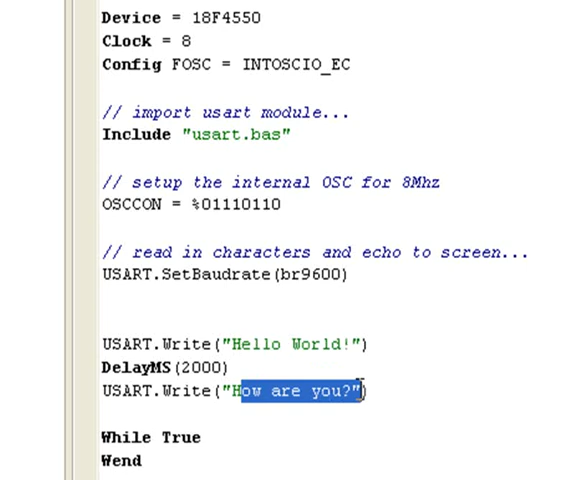 Device = 18F4550
Clock = 8
Config FOSC = INTOSCIO_EC
// import usart module...
Include "usart.bas"
// setup the internal OSC for 8Mhz
OSCCON = %01110110
// read in characters and echo to screen...
USART.SetBaudrate(br9600)
USART.Write("Hello World!")
DelayMS(2000)
USART.Write("How are you?")
While True
Wend